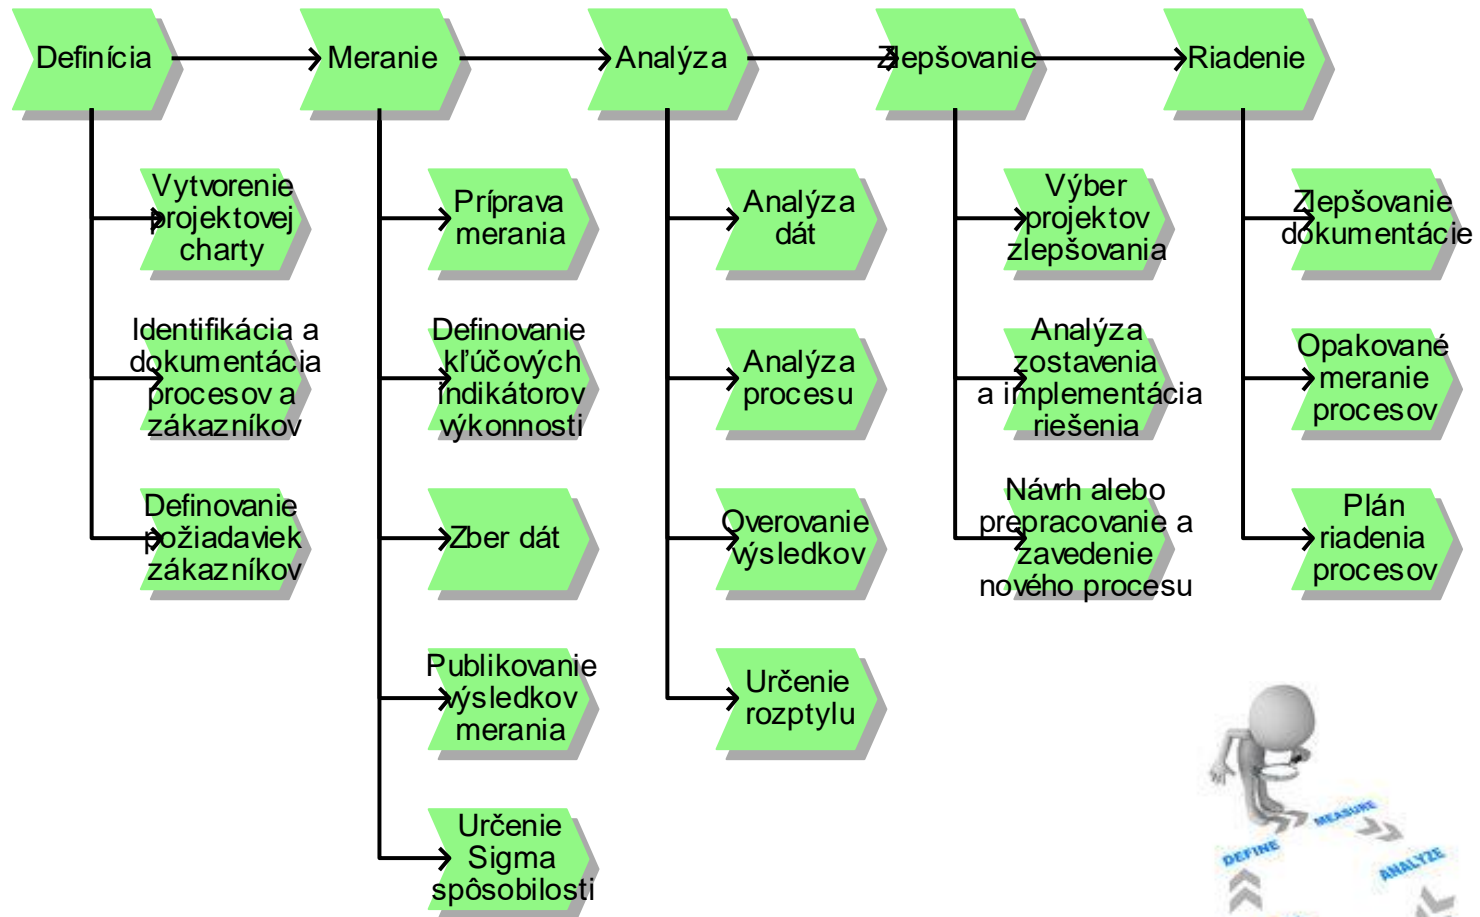 Definícia
Meranie
Analýza
Zlepšovanie
Riadenie
Vytvorenie
projektovej
charty
Identifikácia a
dokumentácia
procesov a
zákazníkov
Definovanie
požiadaviek
zákazníkov
Príprava
merania
Definovanie
kľúčových
indikátorov
výkonnosti
Zber dát
Publikovanie
výsledkov
merania
Určenie
Sigma
spôsobilosti
Analýza
dát
Analýza
procesu
Overovanie
výsledkov
Určenie
rozptylu
Výber
projektov
zlepšovania
Analýza
zostavenia
a implementácia
riešenia
Návrh alebo
prepracovanie a
zavedenie
nového procesu
Zlepšovanie
dokumentácie
Opakované
meranie
procesov
Plán
riadenia
procesov
MEASURE
DEFINE
ANALYZE